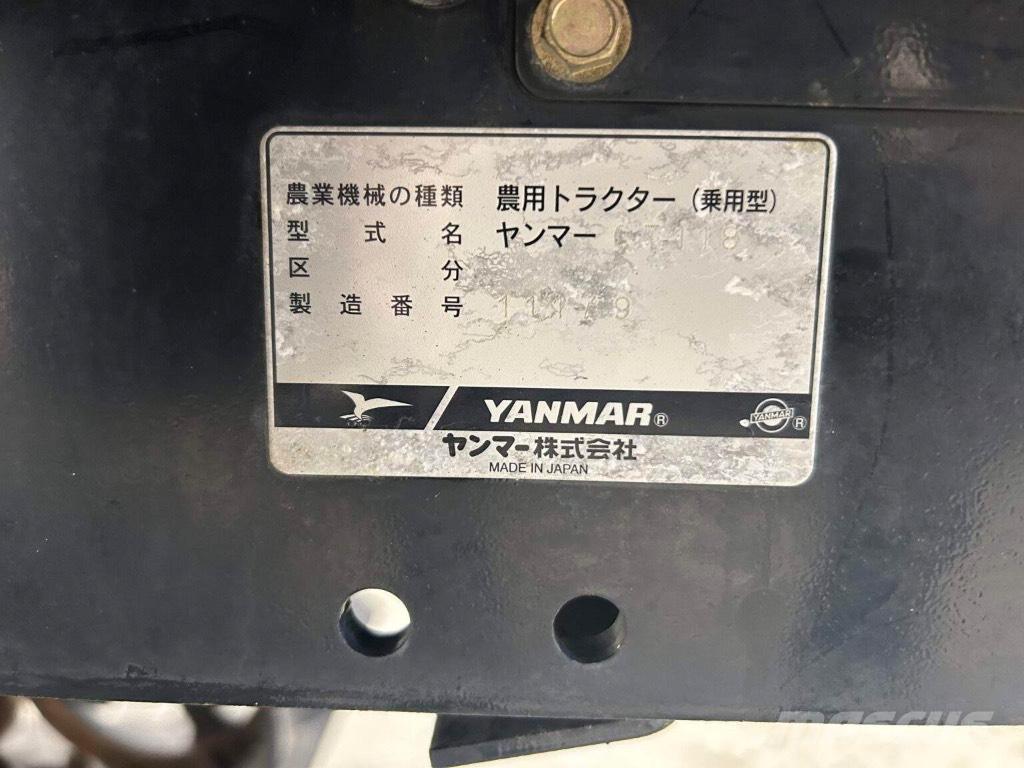 農業機械の種類 農用トラクター（乗用型）
型式名 ヤンマー
区分
製造番号
YANMAR®
YANMAR ®
ヤンマー株式会社
MADE IN JAPAN
mascus